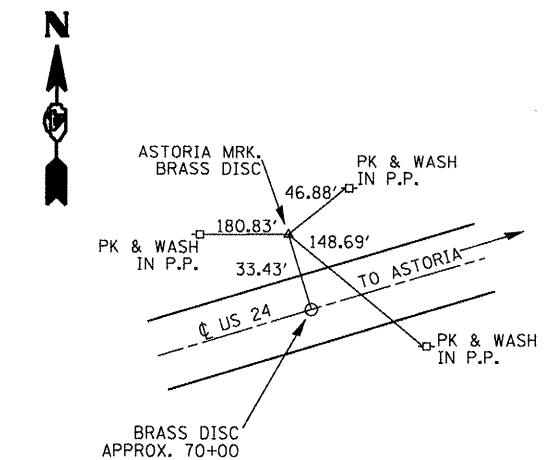 N
ASTORIA MRK.
BRASS DISC
PK & WASH
IN P.P.
46.88'
180.83'
148.69'
PK & WASH
IN P.P.
33.43'
TO ASTORIA
℄ US 24
PK & WASH
IN P.P.
BRASS DISC
APPROX. 70+00